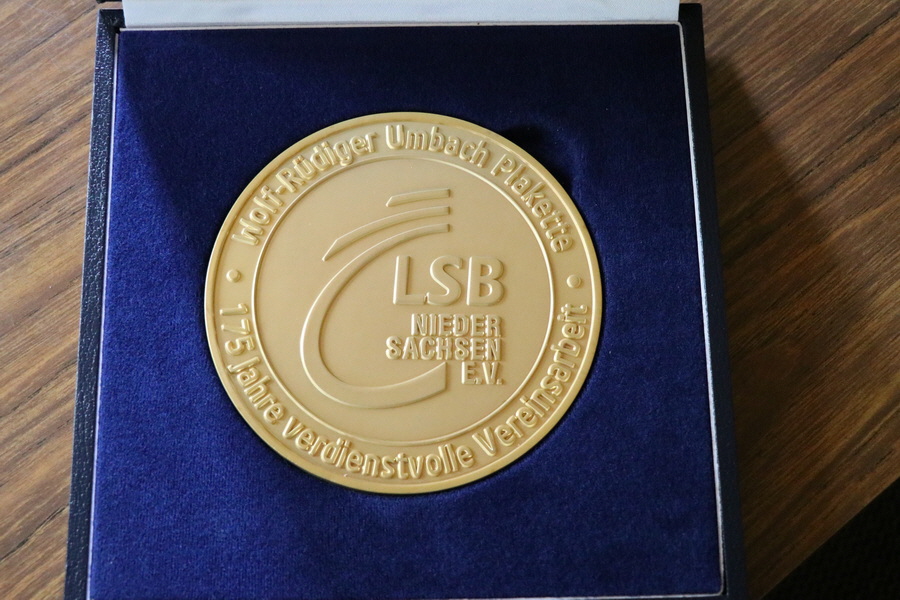 Wolf-Rüdiger Umbach Plakette
LSB
NIEDER
SACHSEN
E.V.
175 Jahre verdienstvolle Vereinsarbeit